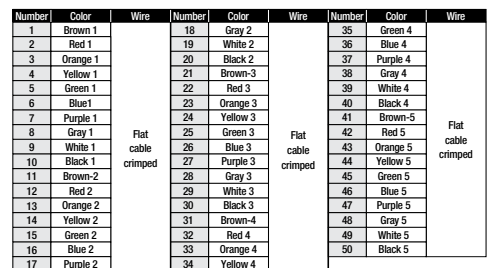 Number Color Wire Number Color Wire Number Color Wire
1 Brown 1 18 Gray 2 35 Green 4
2 Red 1 19 White 2 36 Blue 4
3 Orange 1 20 Black 2 37 Purple 4
4 Yellow 1 21 Brown-3 38 Gray 4
5 Green 1 22 Red 3 39 White 4
6 Blue1 23 Orange 3 40 Black 4
7 Purple 1 24 Yellow 3 41 Brown-5
8 Gray 1 Flat 25 Green 3 Flat 42 Red 5 Flat
9 White 1 cable 26 Blue 3 cable 43 Orange 5 cable
10 Black 1 crimped 27 Purple 3 crimped 44 Yellow 5 crimped
11 Brown-2 28 Gray 3 45 Green 5
12 Red 2 29 White 3 46 Blue 5
13 Orange 2 30 Black 3 47 Purple 5
14 Yellow 2 31 Brown-4 48 Gray 5
15 Green 2 32 Red 4 49 White 5
16 Blue 2 33 Orange 4 50 Black 5
17 Purple 2 34 Yellow 4